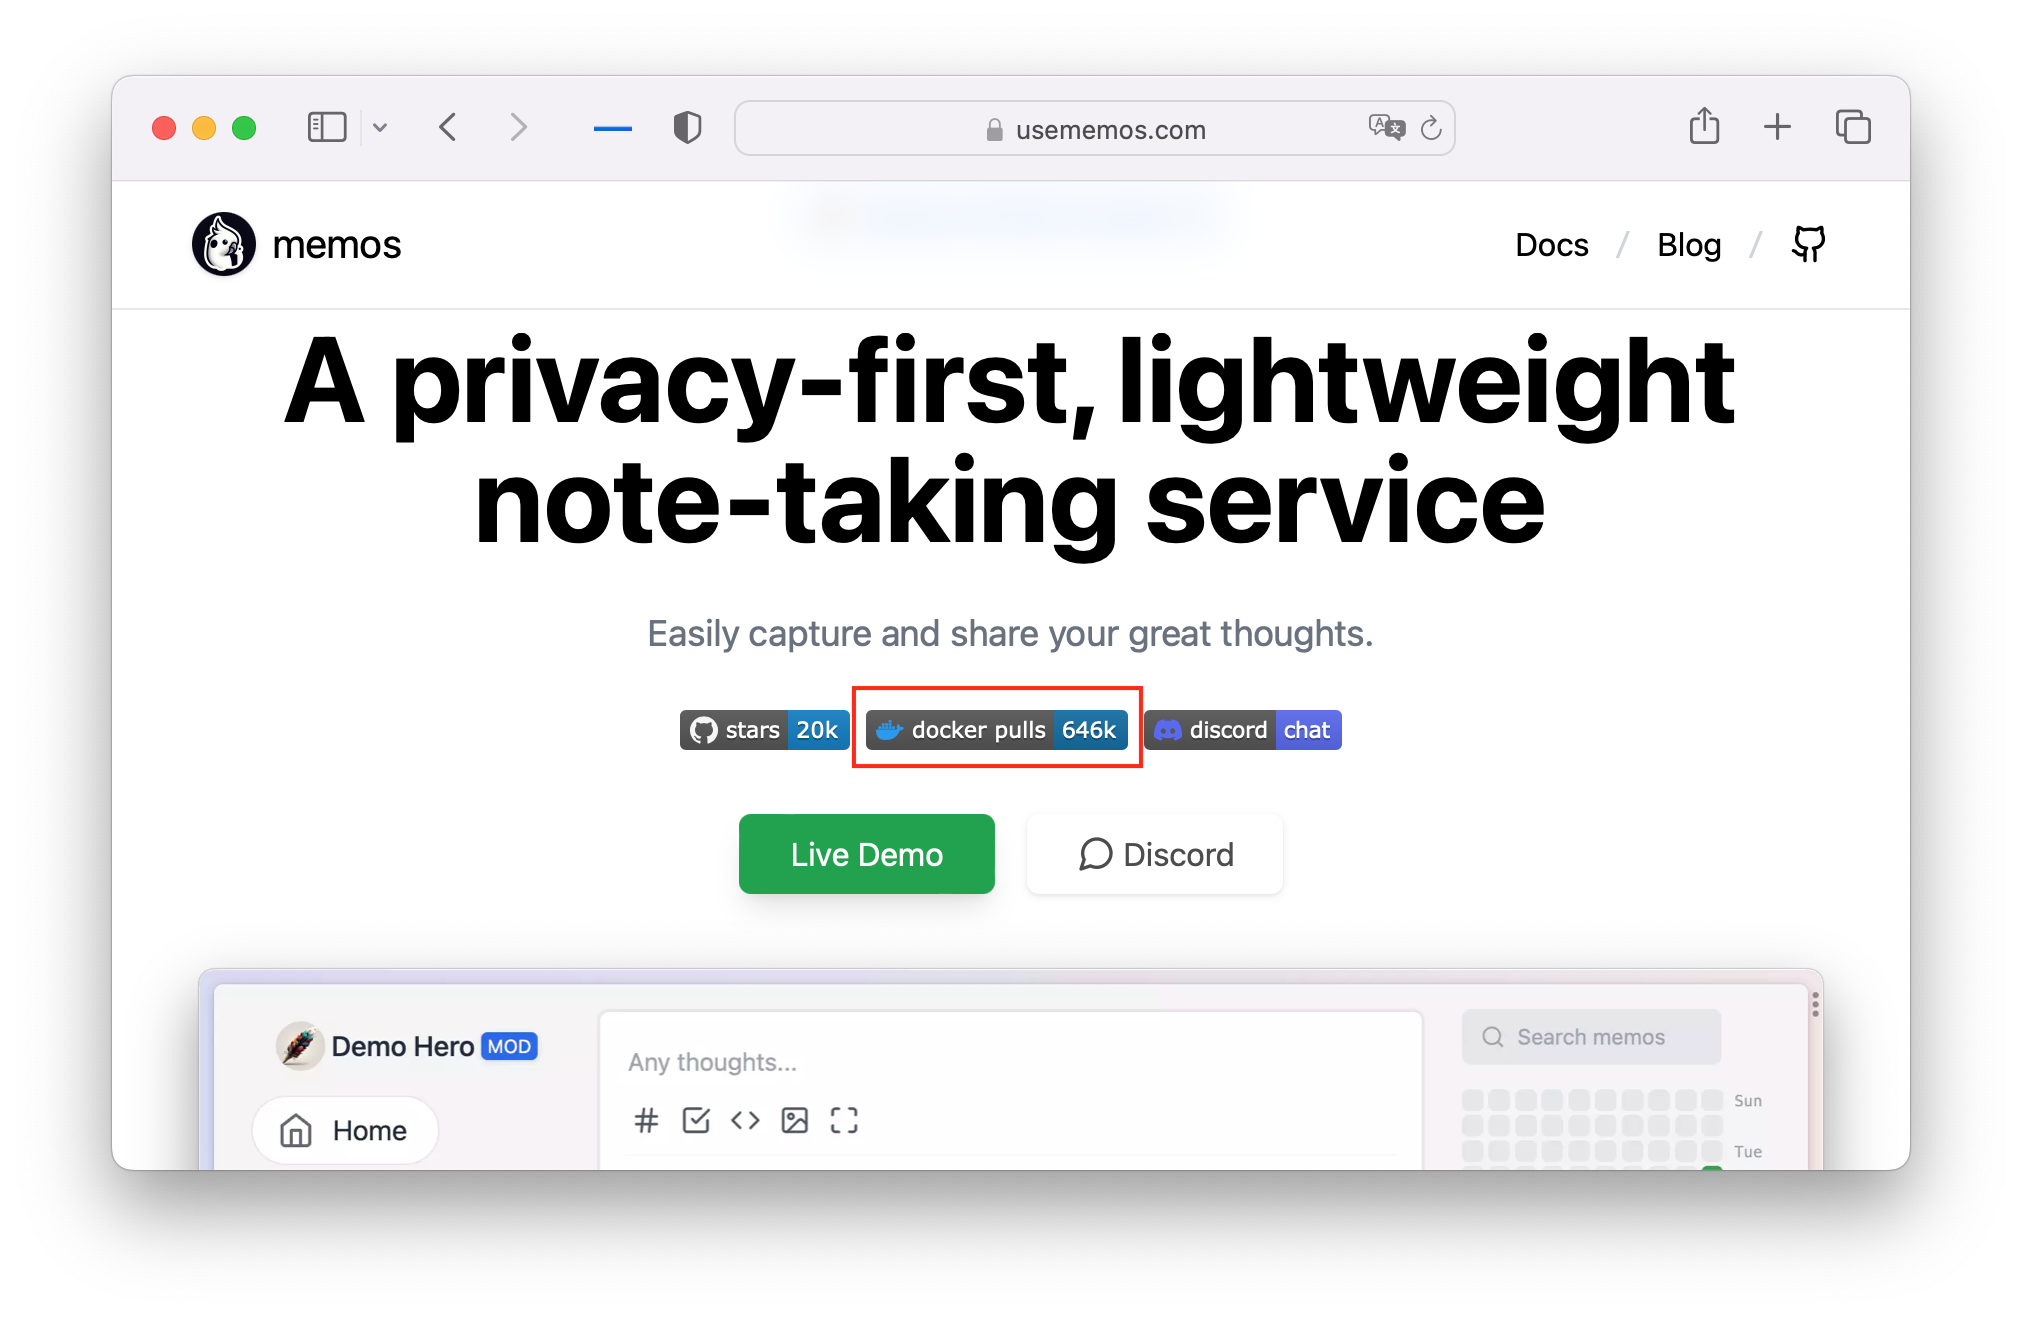 usememos.com
memos
Docs / Blog /
A privacy-first, lightweight
note-taking service
Easily capture and share your great thoughts.
stars 20k docker pulls 646k discord chat
Live Demo Discord
Demo Hero MOD
Any thoughts...
Search memos
Sun
Home
Tue